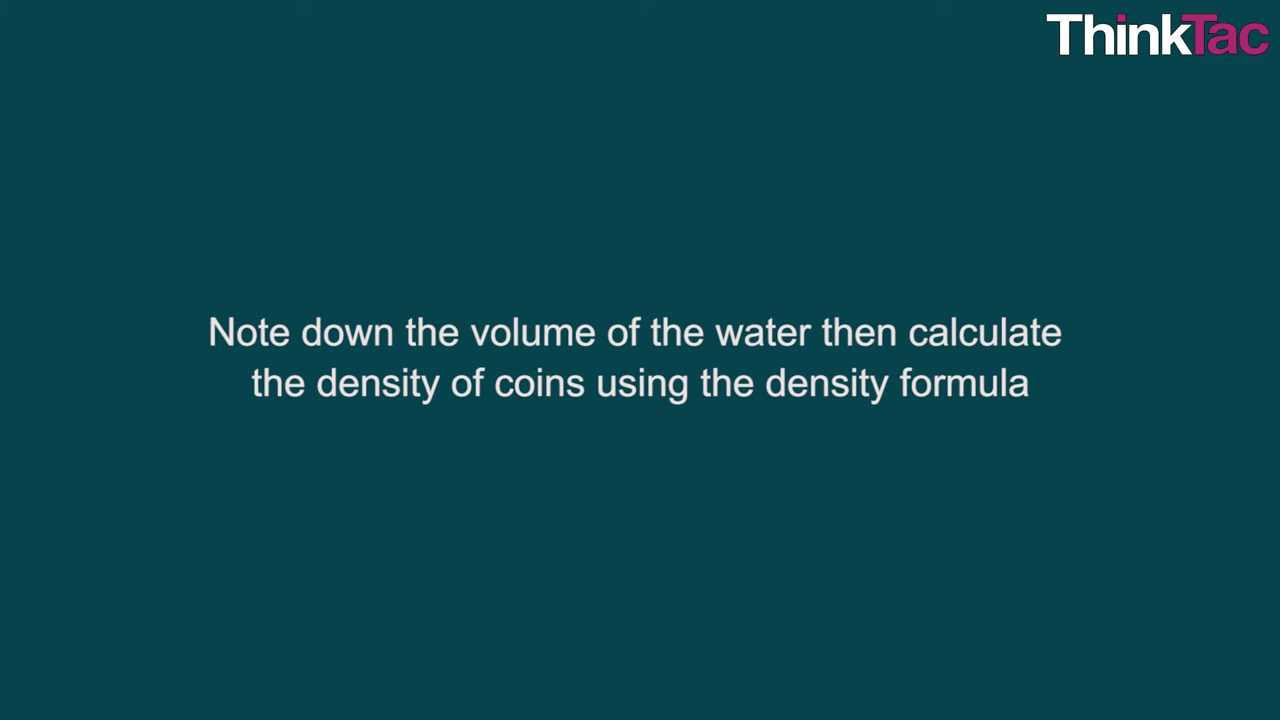 ThinkTac
Note down the volume of the water then calculate
the density of coins using the density formula